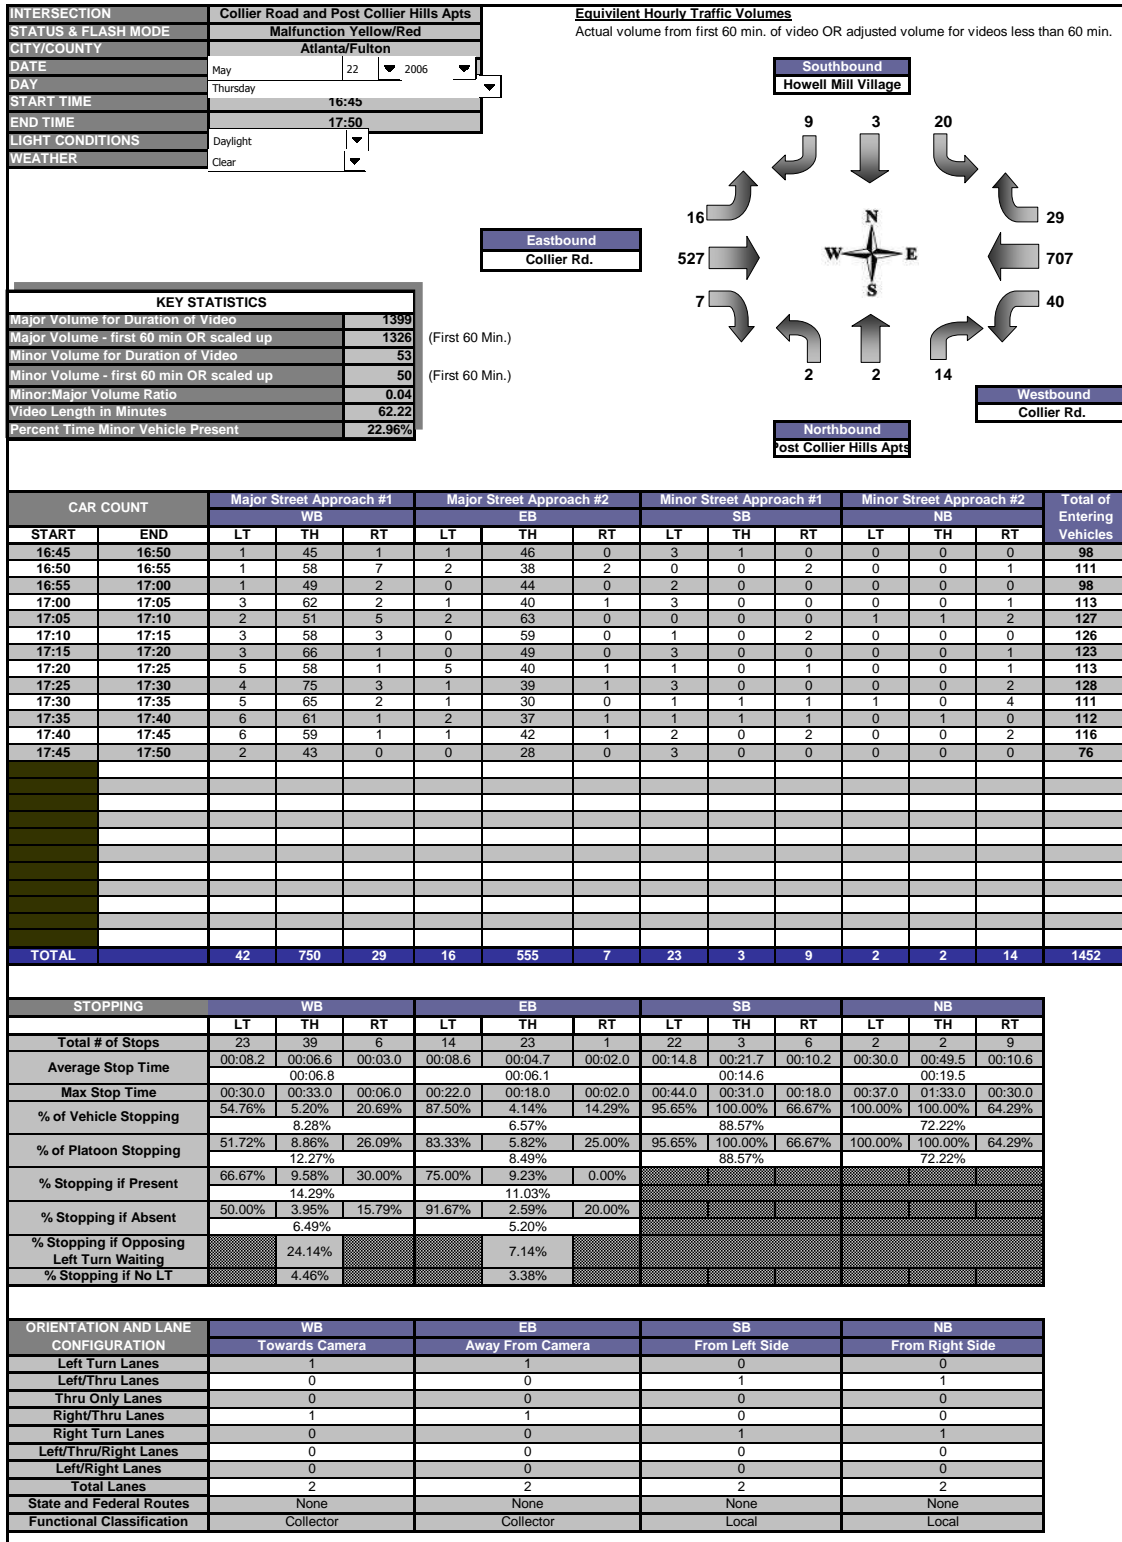 INTERSECTION Collier Road and Post Collier Hills Apts
STATUS & FLASH MODE Malfunction Yellow/Red
CITY/COUNTY Atlanta/Fulton
DATE May 22 2006
DAY Thursday
START TIME 16:45
END TIME 17:50
LIGHT CONDITIONS Daylight
WEATHER Clear
Equivilent Hourly Traffic Volumes
Actual volume from first 60 min. of video OR adjusted volume for videos less than 60 min.
Southbound
Howell Mill Village
9 3 20
16 N 29
Eastbound
Collier Rd.
527 W E 707
S
7 40
2 2 14
Westbound
Collier Rd.
Northbound
Post Collier Hills Apts
KEY STATISTICS
Major Volume for Duration of Video 1399
Major Volume - first 60 min OR scaled up 1326 (First 60 Min.)
Minor Volume for Duration of Video 53
Minor Volume - first 60 min OR scaled up 50 (First 60 Min.)
Minor:Major Volume Ratio 0.04
Video Length in Minutes 62.22
Percent Time Minor Vehicle Present 22.96%
CAR COUNT Major Street Approach #1 Major Street Approach #2 Minor Street Approach #1 Minor Street Approach #2 Total of
WB EB SB NB Entering
START END LT TH RT LT TH RT LT TH RT LT TH RT Vehicles
16:45 16:50 1 45 1 1 46 0 3 1 0 0 0 0 98
16:50 16:55 1 58 7 2 38 2 0 0 2 0 0 1 111
16:55 17:00 1 49 2 0 44 0 2 0 0 0 0 0 98
17:00 17:05 3 62 2 1 40 1 3 0 0 0 0 1 113
17:05 17:10 2 51 5 2 63 0 0 0 0 1 1 2 127
17:10 17:15 3 58 3 0 59 0 1 0 2 0 0 0 126
17:15 17:20 3 66 1 0 49 0 3 0 0 0 0 1 123
17:20 17:25 5 58 1 5 40 1 1 0 1 0 0 1 113
17:25 17:30 4 75 3 1 39 1 3 0 0 0 0 2 128
17:30 17:35 5 65 2 1 30 0 1 1 1 1 0 4 111
17:35 17:40 6 61 1 2 37 1 1 1 1 0 1 0 112
17:40 17:45 6 59 1 1 42 1 2 0 2 0 0 2 116
17:45 17:50 2 43 0 0 28 0 3 0 0 0 0 0 76
TOTAL 42 750 29 16 555 7 23 3 9 2 2 14 1452
STOPPING WB EB SB NB
LT TH RT LT TH RT LT TH RT LT TH RT
Total # of Stops 23 39 6 14 23 1 22 3 6 2 2 9
Average Stop Time 00:08.2 00:06.6 00:03.0 00:08.6 00:04.7 00:02.0 00:14.8 00:21.7 00:10.2 00:30.0 00:49.5 00:10.6
00:06.8 00:06.1 00:14.6 00:19.5
Max Stop Time 00:30.0 00:33.0 00:06.0 00:22.0 00:18.0 00:02.0 00:44.0 00:31.0 00:18.0 00:37.0 01:33.0 00:30.0
% of Vehicle Stopping 54.76% 5.20% 20.69% 87.50% 4.14% 14.29% 95.65% 100.00% 66.67% 100.00% 100.00% 64.29%
8.28% 6.57% 88.57% 72.22%
% of Platoon Stopping 51.72% 8.86% 26.09% 83.33% 5.82% 25.00% 95.65% 100.00% 66.67% 100.00% 100.00% 64.29%
12.27% 8.49% 88.57% 72.22%
% Stopping if Present 66.67% 9.58% 30.00% 75.00% 9.23% 0.00%
14.29% 11.03%
% Stopping if Absent 50.00% 3.95% 15.79% 91.67% 2.59% 20.00%
6.49% 5.20%
% Stopping if Opposing
Left Turn Waiting 24.14% 7.14%
% Stopping if No LT 4.46% 3.38%
ORIENTATION AND LANE WB EB SB NB
CONFIGURATION Towards Camera Away From Camera From Left Side From Right Side
Left Turn Lanes 1 1 0 0
Left/Thru Lanes 0 0 1 1
Thru Only Lanes 0 0 0 0
Right/Thru Lanes 1 1 0 0
Right Turn Lanes 0 0 1 1
Left/Thru/Right Lanes 0 0 0 0
Left/Right Lanes 0 0 0 0
Total Lanes 2 2 2 2
State and Federal Routes None None None None
Functional Classification Collector Collector Local Local